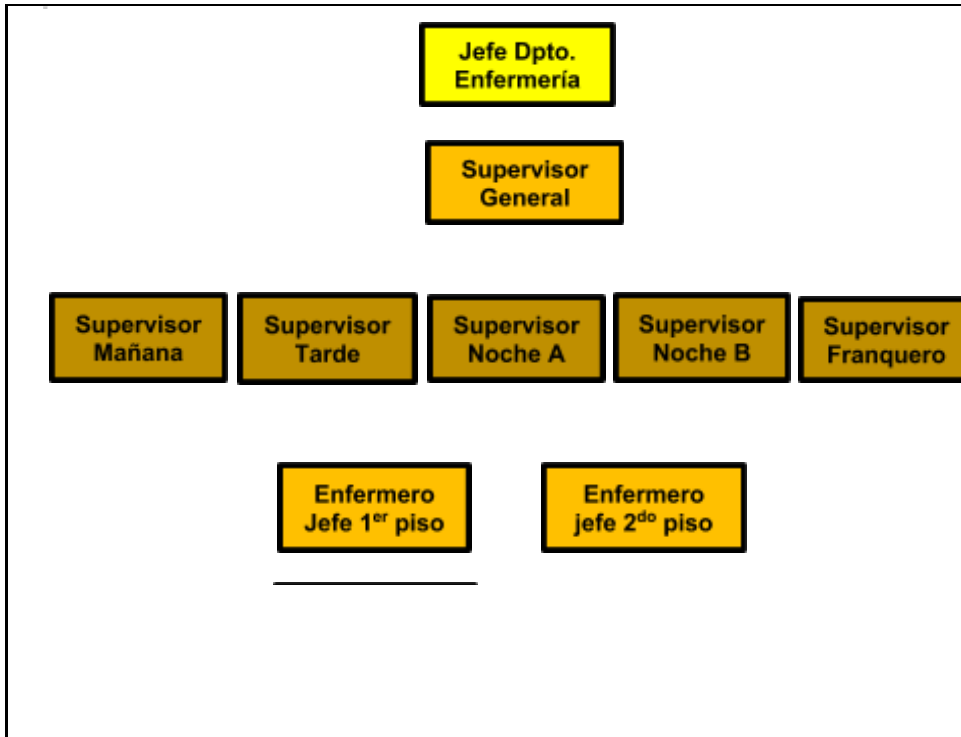 Jefe Dpto.
Enfermería
Supervisor
General
Supervisor
Mañana
Supervisor
Tarde
Supervisor
Noche A
Supervisor
Noche B
Supervisor
Franquero
Enfermero
Jefe 1er piso
Enfermero
jefe 2do piso